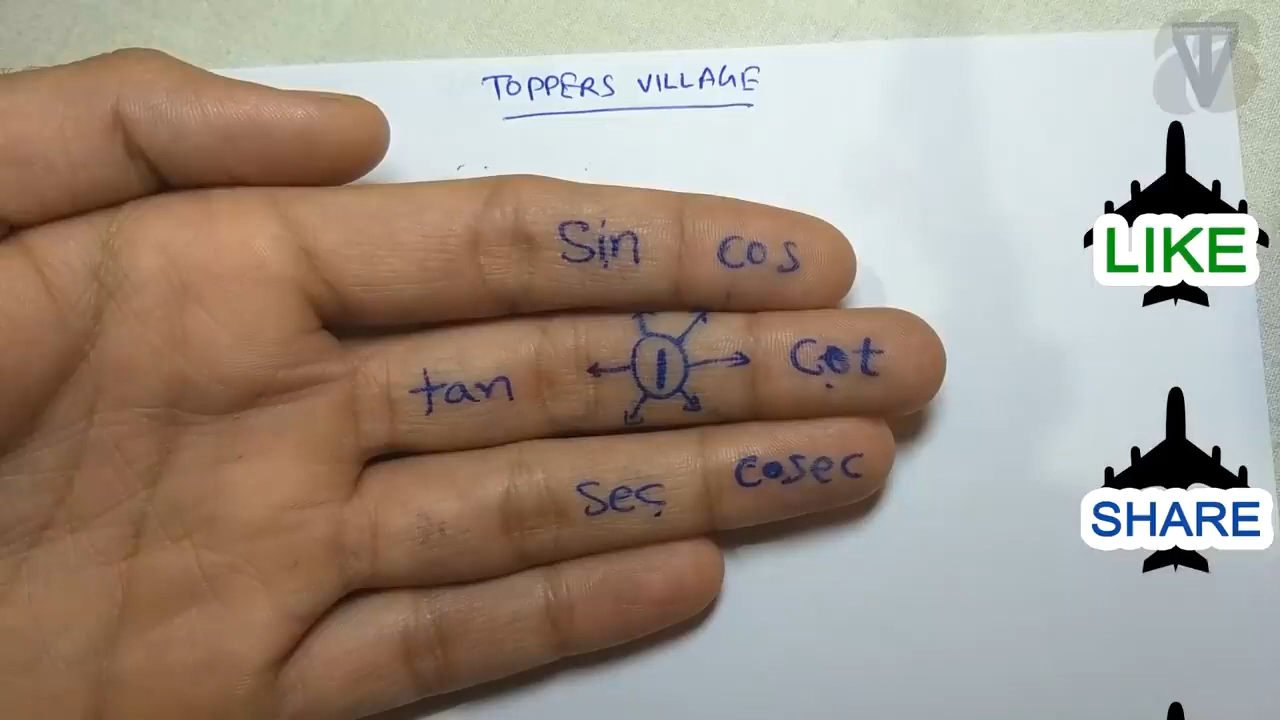 TOPPERS VILLAGE
Sin cos
tan 1 Cot
Sec cosec
LIKE
SHARE